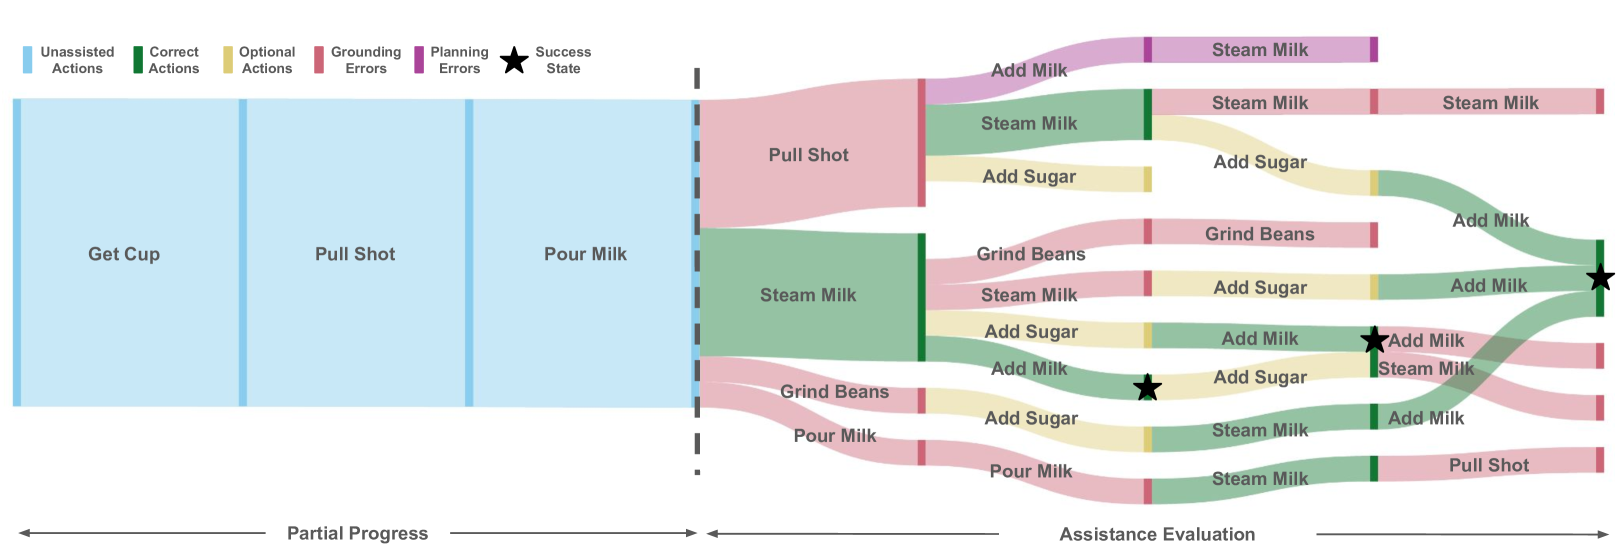 Unassisted
Actions
Correct
Actions
Optional
Actions
Grounding
Errors
Planning
Errors
Success
State
Get Cup
Pull Shot
Pour Milk
Pull Shot
Steam Milk
Grind Beans
Pour Milk
Add Milk
Steam Milk
Add Sugar
Grind Beans
Steam Milk
Add Sugar
Add Milk
Add Sugar
Pour Milk
Steam Milk
Steam Milk
Add Sugar
Grind Beans
Add Sugar
Add Milk
Add Sugar
Steam Milk
Steam Milk
Steam Milk
Add Milk
Add Milk
Add Milk
Steam Milk
Add Milk
Pull Shot
Partial Progress
Assistance Evaluation